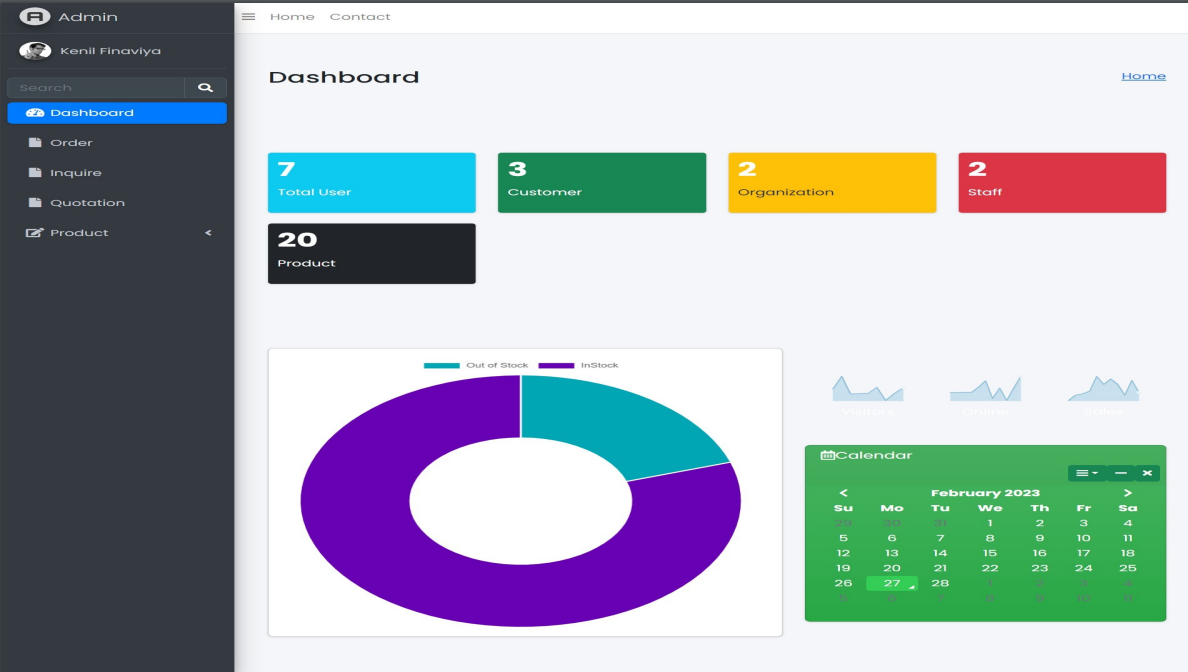 Admin
Home Contact
Kenil Finaviya
Search
Dashboard
Order
Inquire
Quotation
Product
Dashboard
Home
7
Total User
3
Customer
2
Organization
2
Staff
20
Product
Out of Stock InStock
Visitors Online Sales
Calendar
February 2023
Su Mo Tu We Th Fr Sa
29 30 31 1 2 3 4
5 6 7 8 9 10 11
12 13 14 15 16 17 18
19 20 21 22 23 24 25
26 27 28 1 2 3 4
5 6 7 8 9 10 11